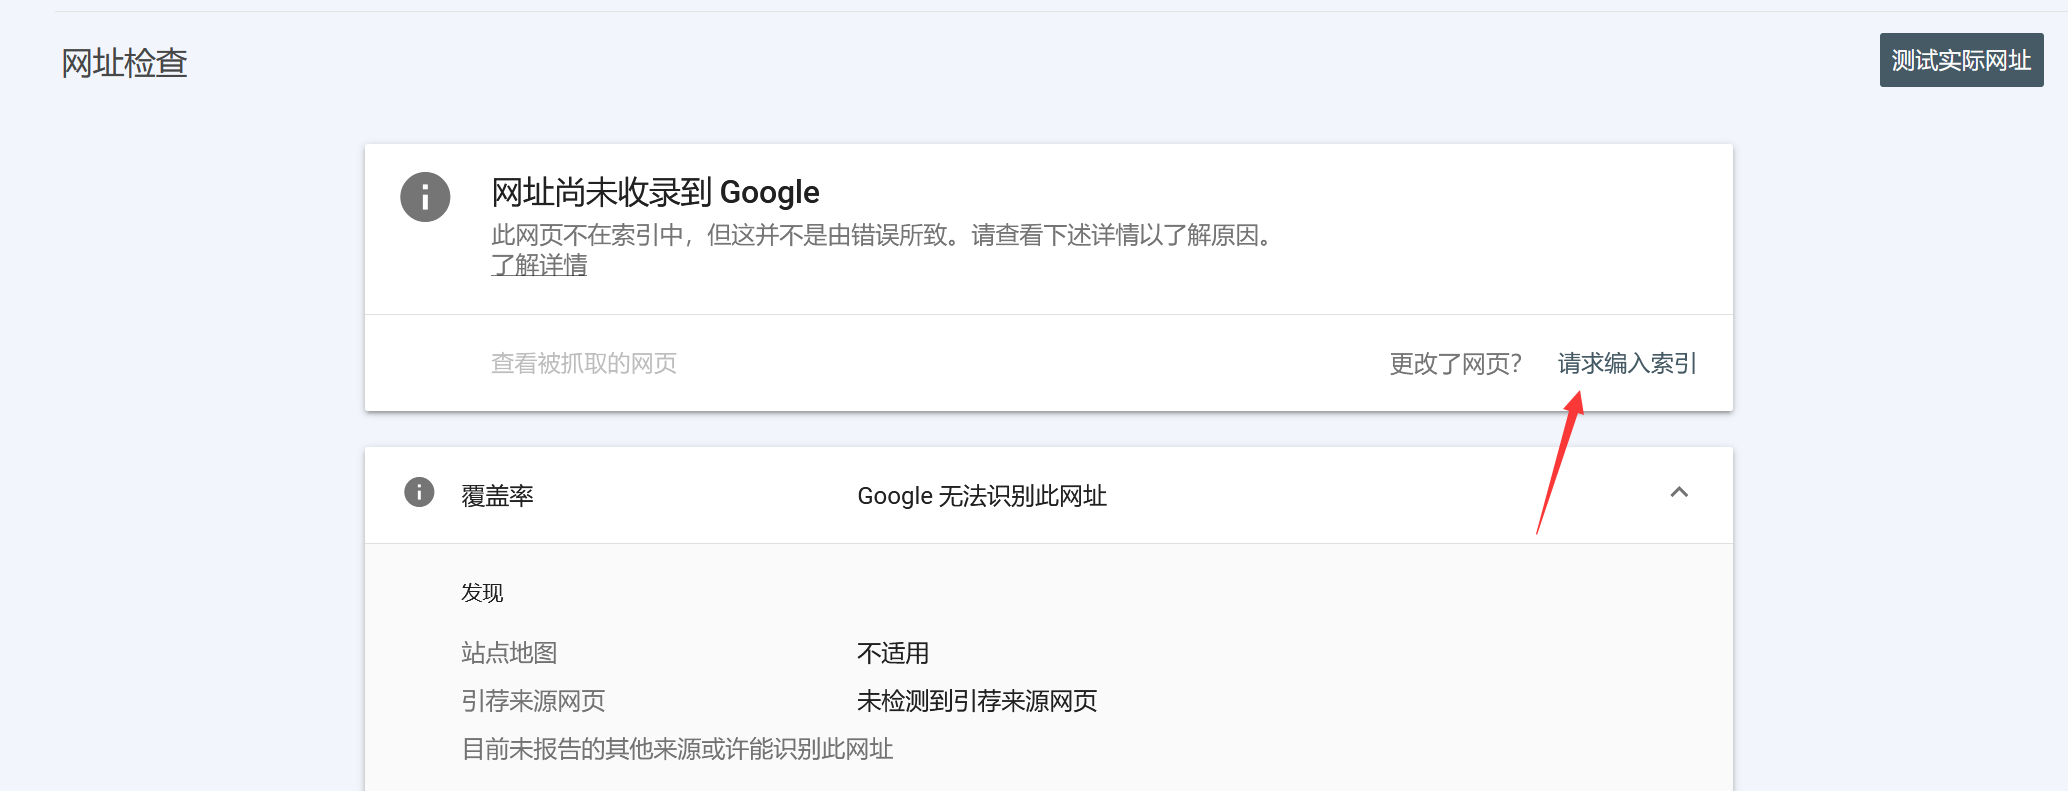 网址检查
测试实际网址
网址尚未收录到 Google
此网页不在索引中，但这并不是由错误所致。请查看下述详情以了解原因。
了解详情
查看被抓取的网页
更改了网页？
请求编入索引
覆盖率
Google 无法识别此网址
发现
站点地图
不适用
引荐来源网页
未检测到引荐来源网页
目前未报告的其他来源或许能识别此网址